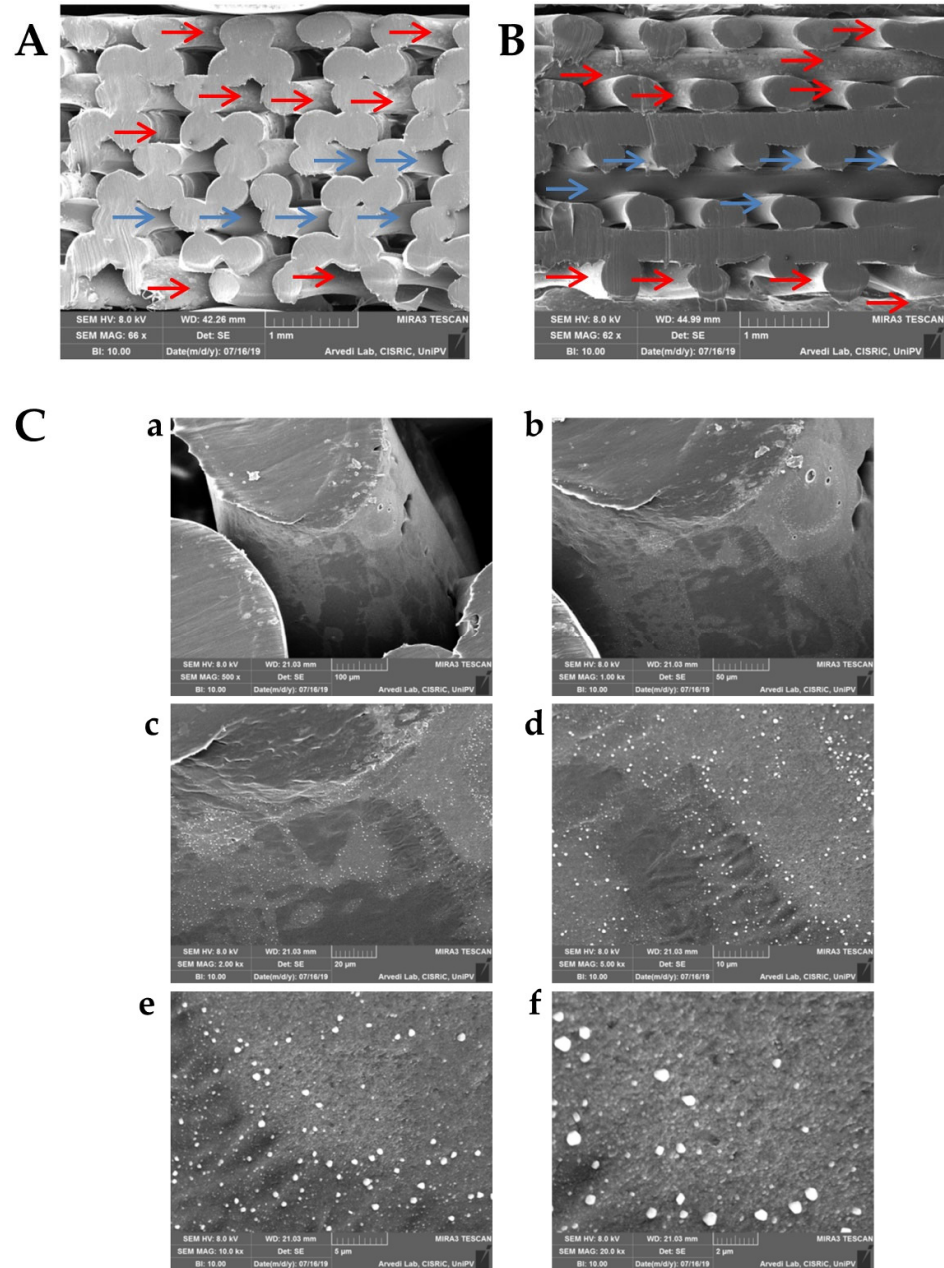 A
B
SEM HV: 8.0 kV WD: 42.26 mm MIRA3 TESCAN
SEM MAG: 66 x Det: SE 1 mm
BI: 10.00 Date(m/d/y): 07/16/19 Arvedi Lab, CISRiC, UniPV
SEM HV: 8.0 kV WD: 44.99 mm MIRA3 TESCAN
SEM MAG: 62 x Det: SE 1 mm
BI: 10.00 Date(m/d/y): 07/16/19 Arvedi Lab, CISRiC, UniPV
C
a
b
SEM HV: 8.0 kV WD: 21.03 mm MIRA3 TESCAN
SEM MAG: 500 x Det: SE 100 µm
BI: 10.00 Date(m/d/y): 07/16/19 Arvedi Lab, CISRiC, UniPV
SEM HV: 8.0 kV WD: 21.03 mm MIRA3 TESCAN
SEM MAG: 1.00 kx Det: SE 50 µm
BI: 10.00 Date(m/d/y): 07/16/19 Arvedi Lab, CISRiC, UniPV
c
d
SEM HV: 8.0 kV WD: 21.03 mm MIRA3 TESCAN
SEM MAG: 2.00 kx Det: SE 20 µm
BI: 10.00 Date(m/d/y): 07/16/19 Arvedi Lab, CISRiC, UniPV
SEM HV: 8.0 kV WD: 21.03 mm MIRA3 TESCAN
SEM MAG: 5.00 kx Det: SE 10 µm
BI: 10.00 Date(m/d/y): 07/16/19 Arvedi Lab, CISRiC, UniPV
e
f
SEM HV: 8.0 kV WD: 21.03 mm MIRA3 TESCAN
SEM MAG: 10.0 kx Det: SE 5 µm
BI: 10.00 Date(m/d/y): 07/16/19 Arvedi Lab, CISRiC, UniPV
SEM HV: 8.0 kV WD: 21.03 mm MIRA3 TESCAN
SEM MAG: 20.0 kx Det: SE 2 µm
BI: 10.00 Date(m/d/y): 07/16/19 Arvedi Lab, CISRiC, UniPV